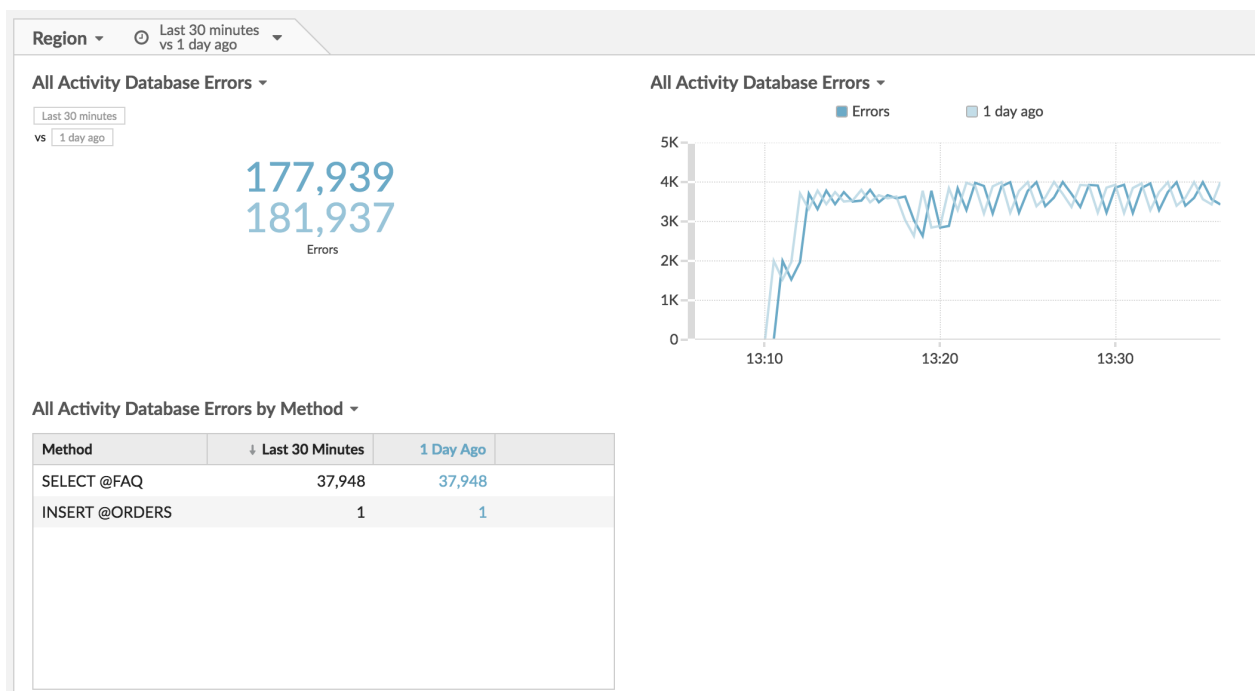 Region
Last 30 minutes
vs 1 day ago
All Activity Database Errors
Last 30 minutes
vs 1 day ago
177,939
181,937
Errors
All Activity Database Errors
Errors 1 day ago
5K
4K
3K
2K
1K
0
13:10 13:20 13:30
All Activity Database Errors by Method
Method ↓ Last 30 Minutes 1 Day Ago
SELECT @FAQ 37,948 37,948
INSERT @ORDERS 1 1